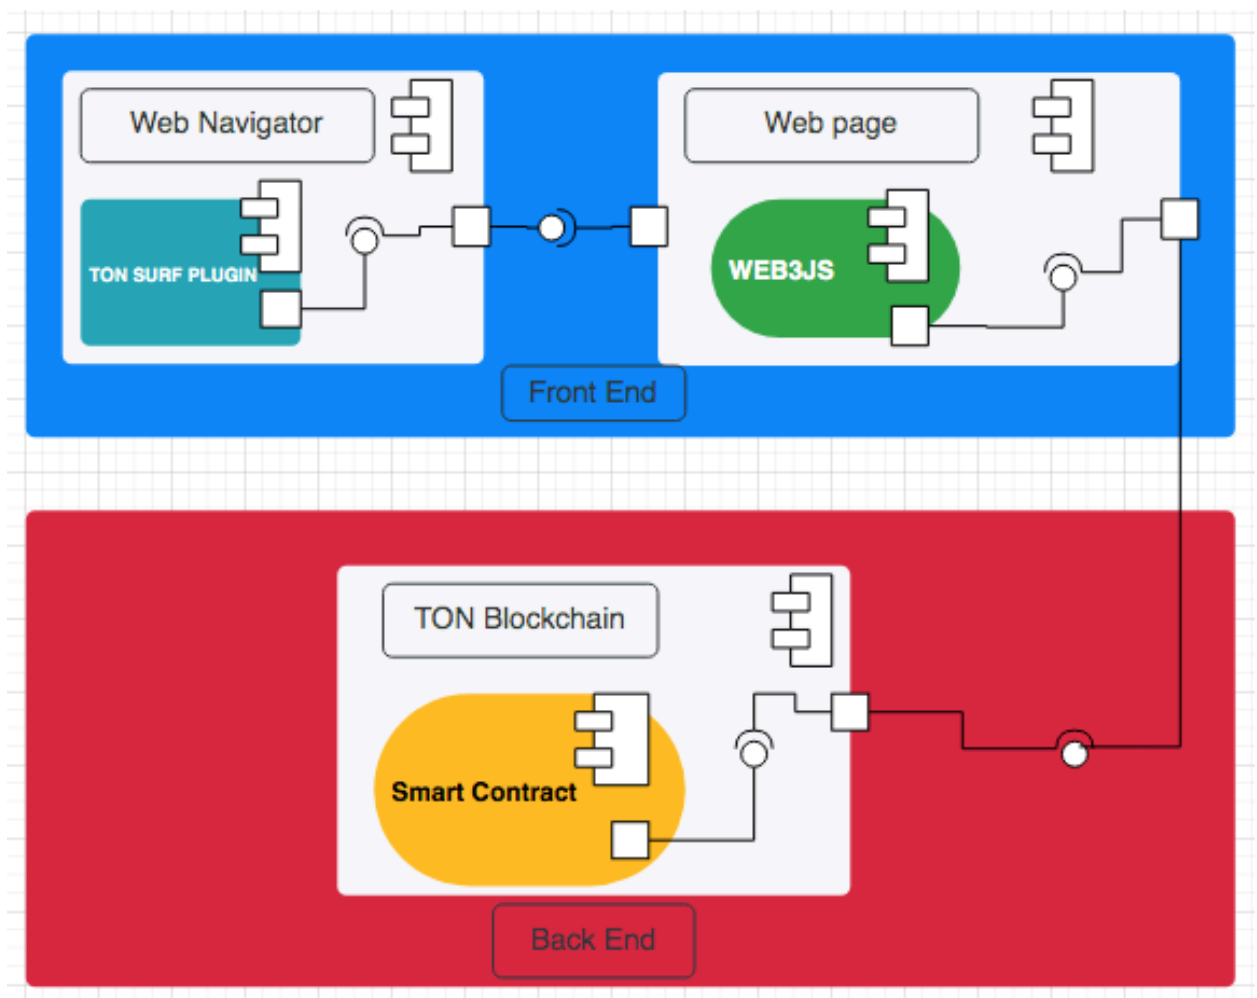 Web Navigator
Web page
TON SURF PLUGIN
WEB3JS
Front End
TON Blockchain
Smart Contract
Back End